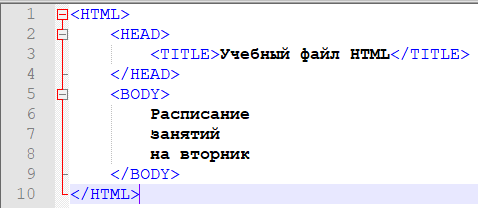 1 <HTML>
2 <HEAD>
3 <TITLE>Учебный файл HTML</TITLE>
4 </HEAD>
5 <BODY>
6 Расписание
7 занятий
8 на вторник
9 </BODY>
10 </HTML>